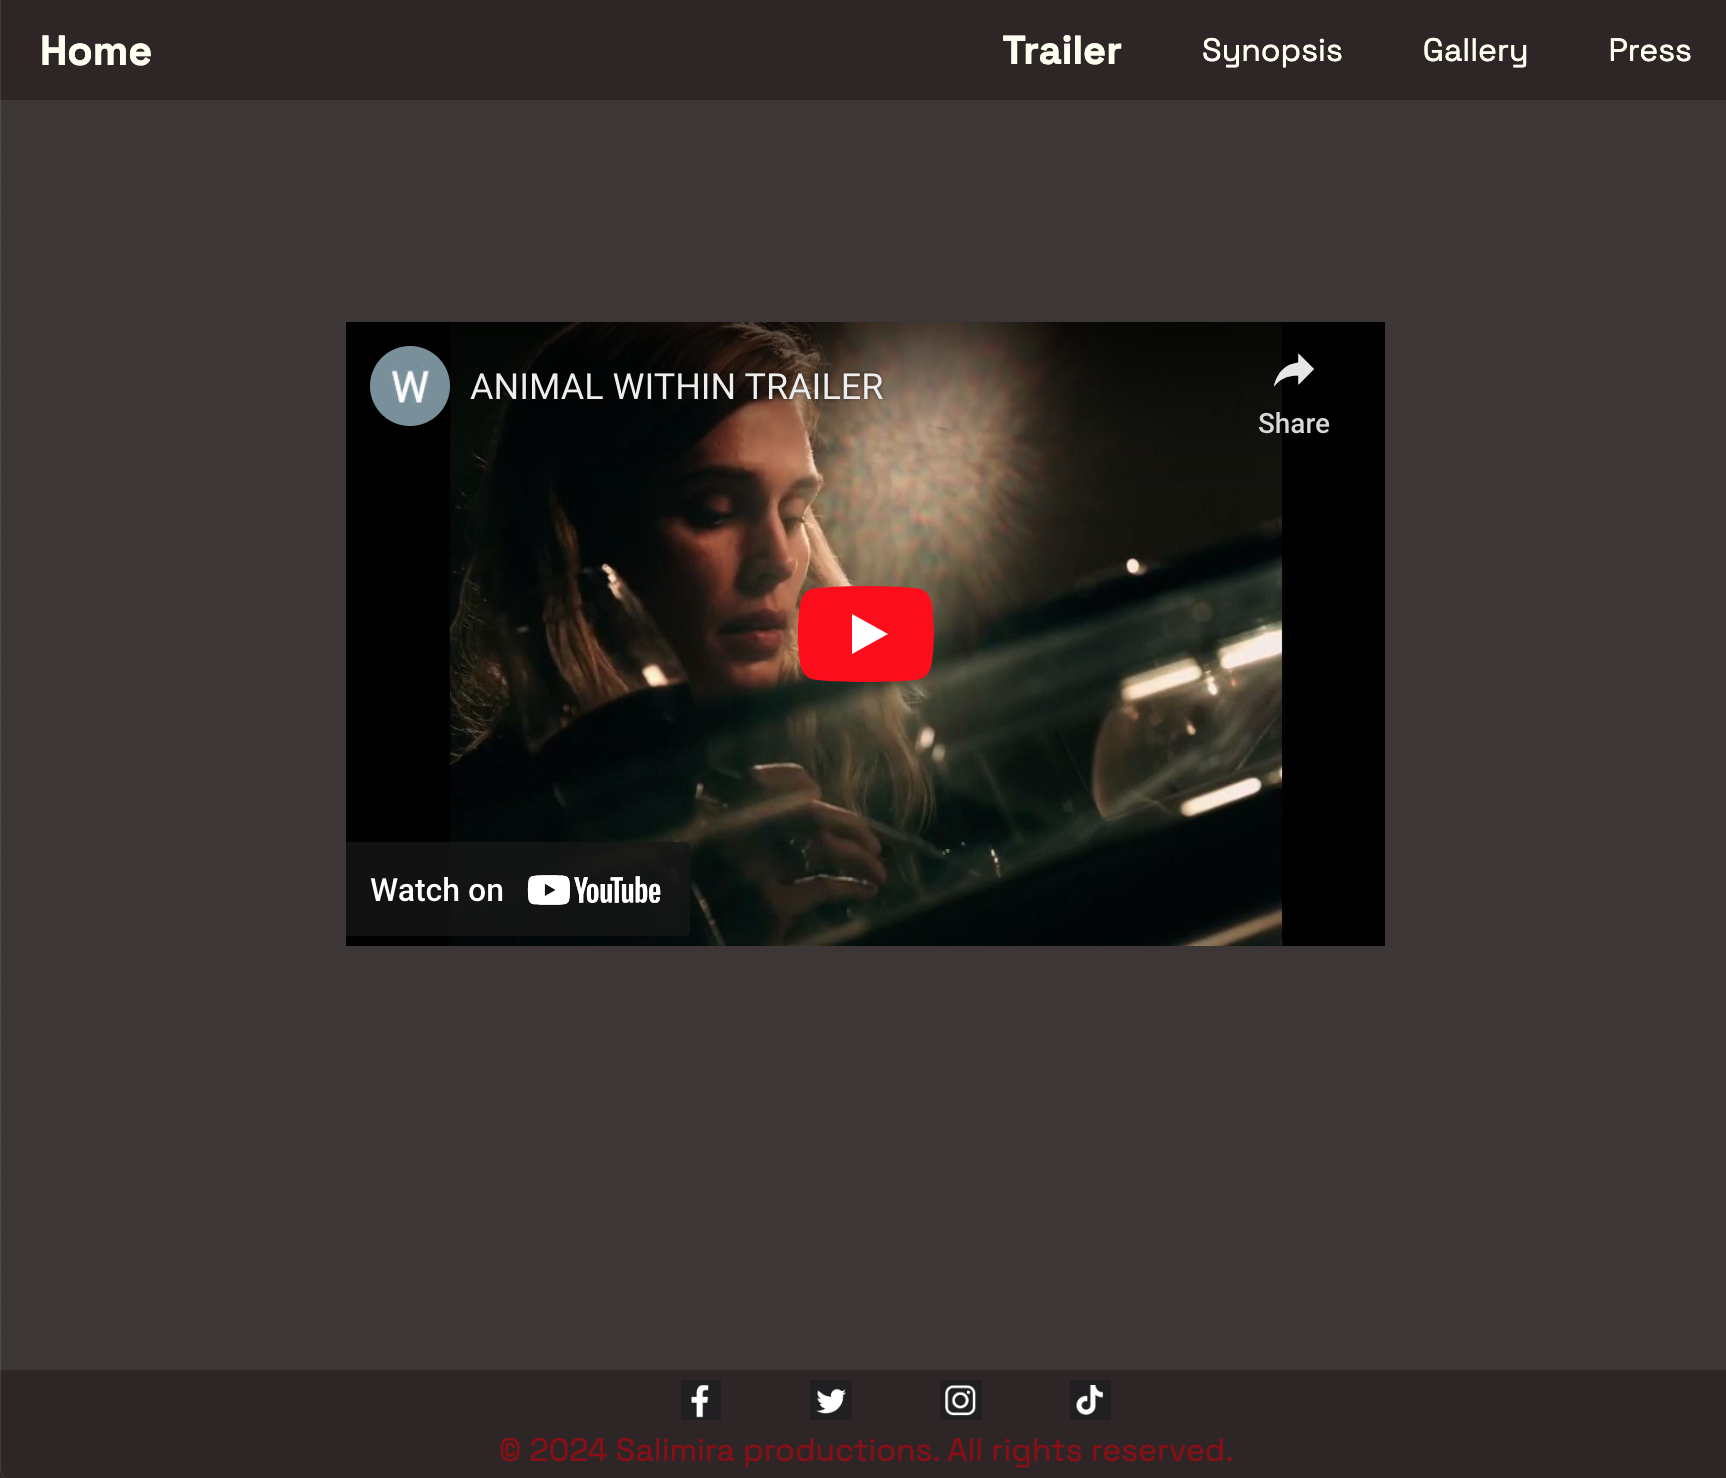 Home Trailer Synopsis Gallery Press
W ANIMAL WITHIN TRAILER
Share
Watch on YouTube
© 2024 Salimira productions. All rights reserved.